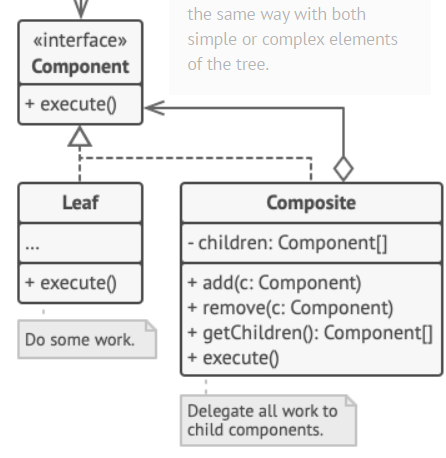 the same way with both
simple or complex elements
of the tree.
«interface»
Component
+ execute()
Leaf
...
+ execute()
Do some work.
Composite
- children: Component[]
+ add(c: Component)
+ remove(c: Component)
+ getChildren(): Component[]
+ execute()
Delegate all work to
child components.